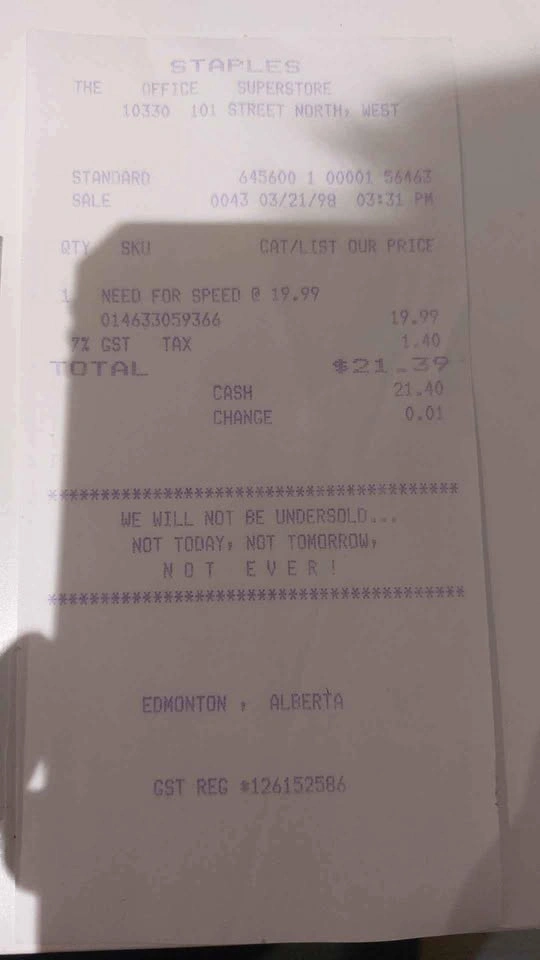 STAPLES
THE OFFICE SUPERSTORE
10330 101 STREET NORTH, WEST
STANDARD 645600 1 00001 56463
SALE 0043 03/21/98 03:31 PM
QTY SKU CAT/LIST OUR PRICE
1 NEED FOR SPEED @ 19.99
014633059366 19.99
7% GST TAX 1.40
TOTAL $21.39
CASH 21.40
CHANGE 0.01
***************************************
WE WILL NOT BE UNDERSOLD...
NOT TODAY, NOT TOMORROW,
N O T E V E R !
***************************************
EDMONTON , ALBERTA
GST REG #126152586